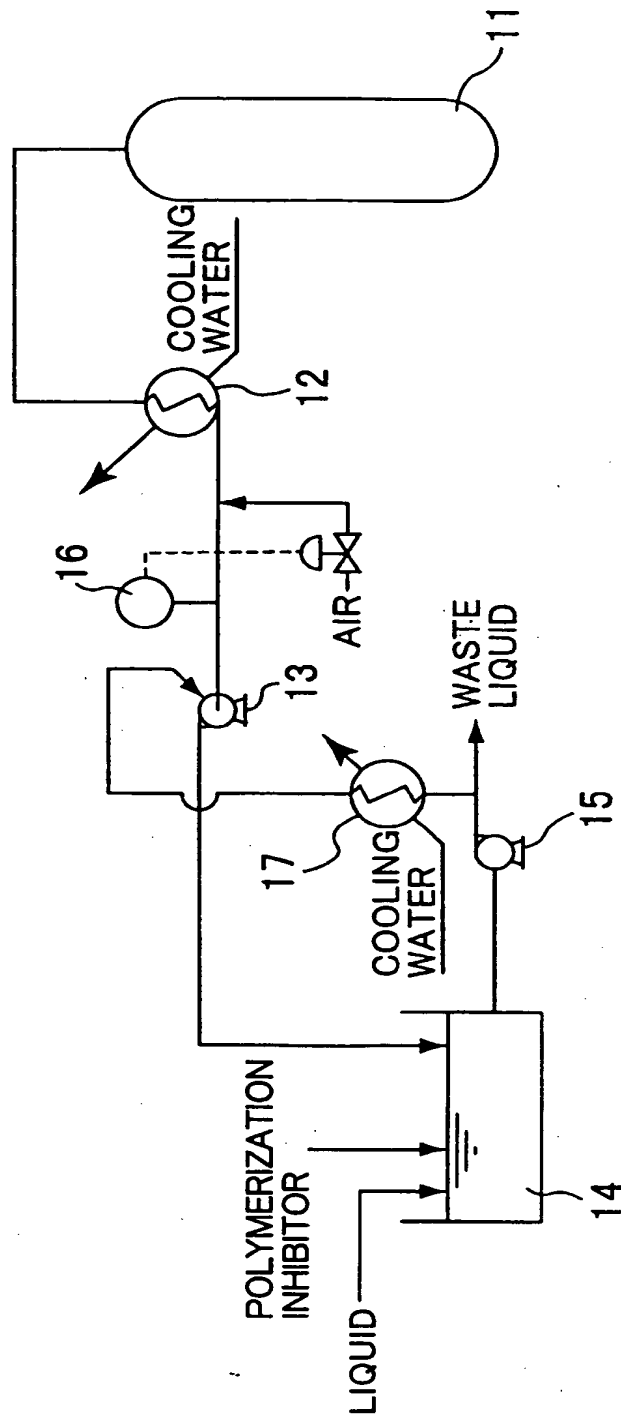 11
COOLING
WATER
12
16
AIR
13
WASTE
LIQUID
17
COOLING
WATER
15
POLYMERIZATION
INHIBITOR
LIQUID
14